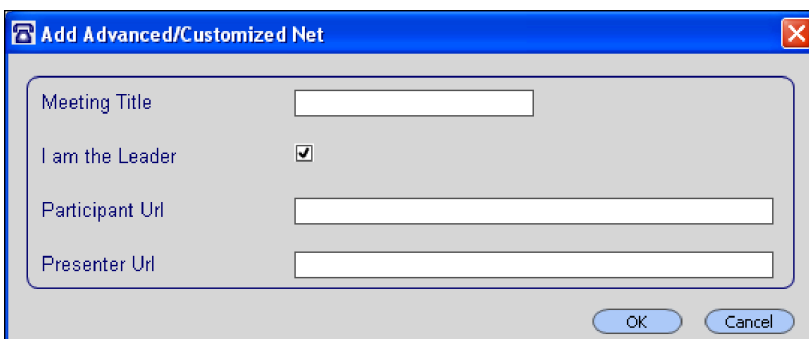 Add Advanced/Customized Net
Meeting Title
I am the Leader
Participant Url
Presenter Url
OK
Cancel